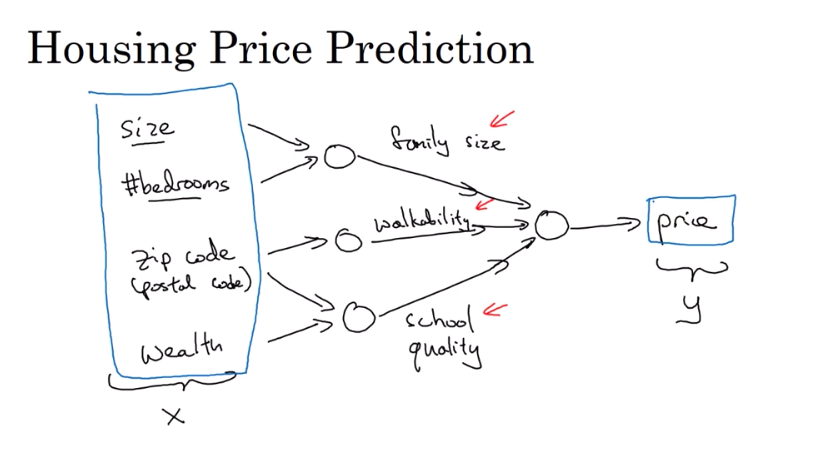 Housing Price Prediction
size
#bedrooms
zip code
(postal code)
wealth
x
family size
walkability
school
quality
price
y